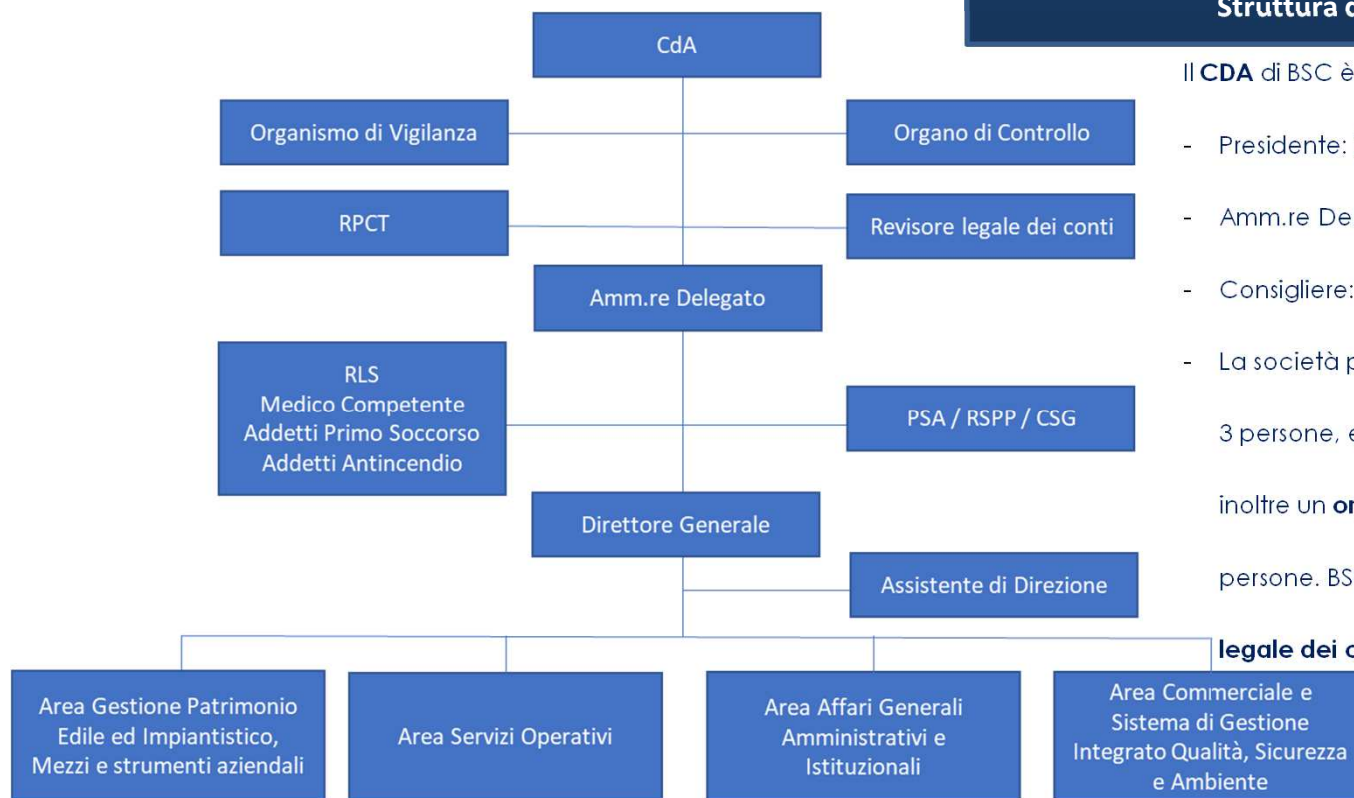 Struttura
CdA
Organismo di Vigilanza
Organo di Controllo
RPCT
Revisore legale dei conti
Amm.re Delegato
RLS
Medico Competente
Addetti Primo Soccorso
Addetti Antincendio
PSA / RSPP / CSG
Direttore Generale
Assistente di Direzione
Area Gestione Patrimonio
Edile ed Impiantistico,
Mezzi e strumenti aziendali
Area Servizi Operativi
Area Affari Generali
Amministrativi e
Istituzionali
Area Commerciale e
Sistema di Gestione
Integrato Qualità, Sicurezza
e Ambiente
Il CDA di BSC è
- Presidente:
- Amm.re De
- Consigliere:
- La società p
3 persone, e
inoltre un or
persone. BS
legale dei c